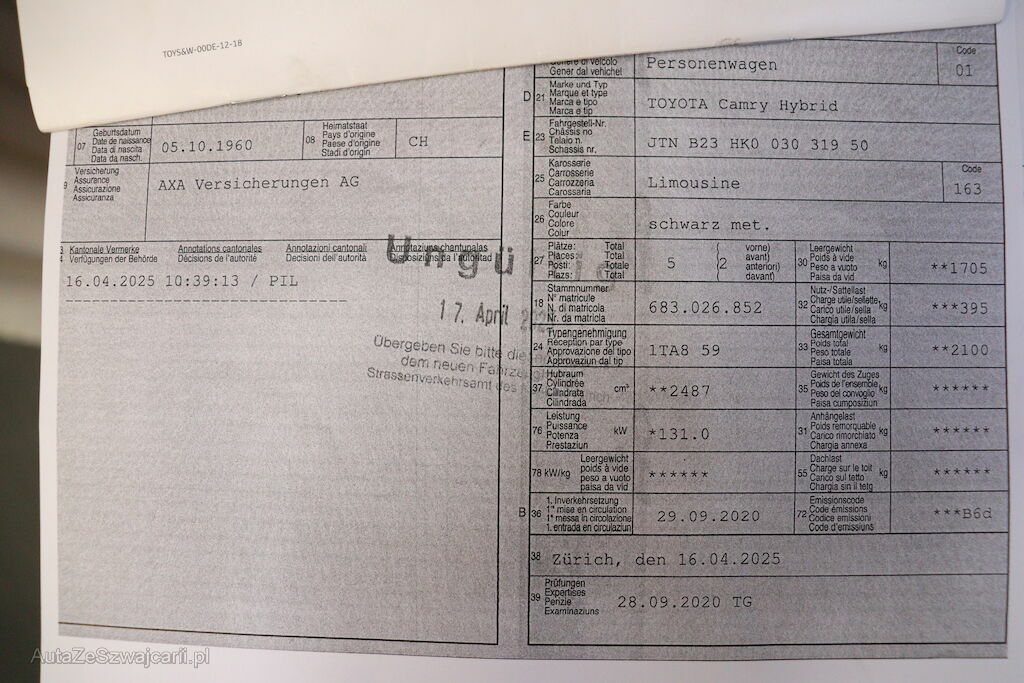 TOYS&W-00DE-12-18
07 Geburtsdatum
Date de naissance
Data di nascita
Data da nasch.
05.10.1960
08 Heimatstaat
Pays d'origine
Paese d'origine
Stadi d'origin
CH
9 Versicherung
Assurance
Assicurazione
Assicuranza
AXA Versicherungen AG
Kantonale Vermerke Annotations cantonales Annotazioni cantonali Annotaziuns chantunalas
Verfügungen der Behörde Décisions de l'autorité Decisioni dell'autorità Disposiziuns da l'autoritad
16.04.2025 10:39:13 / PIL
Ungü
17. April
Übergeben Sie bitte
dem neuen
Strassenverkehrsamt des
Genere di veicolo
Gener dal vehichel
Personenwagen
Code
01
D 21 Marke und Typ
Marque et type
Marca e tipo
Marca e tip
TOYOTA Camry Hybrid
E 23 Fahrgestell-Nr.
Châssis no
Telaio n.
Schassis nr.
JTN B23 HK0 030 319 50
25 Karosserie
Carrosserie
Carrozzeria
Carossaria
Limousine
Code
163
26 Farbe
Couleur
Colore
Colur
schwarz met.
27 Plätze: Total
Places: Total
Posti: Totale
Plazs: Total
5 (2 vorne)
avant)
anteriori)
davant)
30 Leergewicht
Poids à vide
Peso a vuoto
Paisa da vid
kg
**1705
18 Stammnummer
N° matricule
N. di matricola
Nr. da matricla
683.026.852
32 Nutz-/Sattellast
Charge utile/sellette
Carico utile/sella
Chargia utila/sella
kg
***395
24 Typengenehmigung
Réception par type
Approvazione del tipo
Approvaziun dal tip
1TA8 59
33 Gesamtgewicht
Poids total
Peso totale
Paisa totala
kg
**2100
37 Hubraum
Cylindrée
Cilindrata
Cilindrada
cm³
**2487
35 Gewicht des Zuges
Poids de l'ensemble
Peso del convoglio
Paisa cumposiziun
kg
******
76 Leistung
Puissance
Potenza
Prestaziun
kW
*131.0
31 Anhängelast
Poids remorquable
Carico rimorchiato
Chargia annexa
kg
******
78 kW/kg
Leergewicht
poids à vide
peso a vuoto
paisa da vid
******
55 Dachlast
Charge sur le toit
Carico sul tetto
Chargia sin il tetg
kg
******
B 36 1. Inverkehrsetzung
1re mise en circulation
1a messa in circolazione
1. entrada en circulaziun
29.09.2020
72 Emissionscode
Code émissions
Codice emissioni
Code d'emissiuns
***B6d
38 Zürich, den 16.04.2025
39 Prüfungen
Expertises
Perizie
Examinaziuns
28.09.2020 TG
AutaZeSzwajcarii.pl